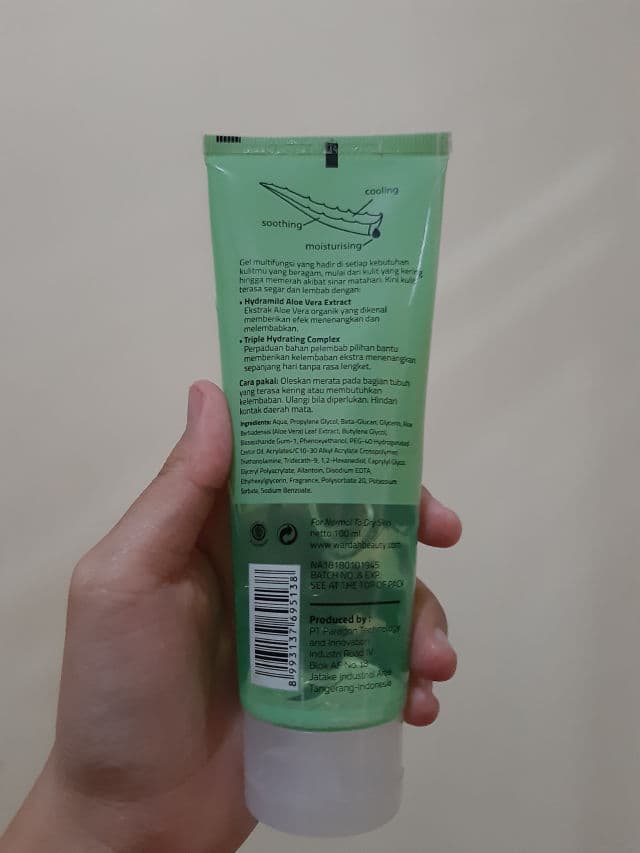 cooling
soothing
moisturising
Gel multifungsi yang hadir di setiap kebutuhan
kulitmu yang beragam, mulai dari kulit yang kering
hingga memerah akibat sinar matahari. Kini kulit
terasa segar dan lembab dengan:
• Hydramild Aloe Vera Extract
Ekstrak Aloe Vera organik yang dikenal
memberikan efek menenangkan dan
melembabkan.
• Triple Hydrating Complex
Perpaduan bahan pelembab pilihan bantu
memberikan kelembaban ekstra menenangkan
sepanjang hari tanpa rasa lengket.
Cara pakai: Oleskan merata pada bagian tubuh
yang terasa kering atau membutuhkan
kelembaban. Ulangi bila diperlukan. Hindari
kontak daerah mata.
Ingredients: Aqua, Propylene Glycol, Beta-Glucan, Glycerin, Aloe
Barbadensis (Aloe Vera) Leaf Extract, Butylene Glycol,
Biosaccharide Gum-1, Phenoxyethanol, PEG-40 Hydrogenated
Castor Oil, Acrylates/C10-30 Alkyl Acrylate Crosspolymer,
Triethanolamine, Trideceth-9, 1,2-Hexanediol, Caprylyl Glycol,
Glyceryl Polyacrylate, Allantoin, Disodium EDTA,
Ethylhexylglycerin, Fragrance, Polysorbate 20, Potassium
Sorbate, Sodium Benzoate.
For Normal To Dry Skin
netto 100 ml
www.wardahbeauty.com
NA18180101945
BATCH NO. & EXP.
SEE AT THE TOP OF PACK
8993137695138
Produced by :
PT Paragon Technology
and Innovation
Industri Road IV
Blok AF No. 18
Jatake Industrial Area
Tangerang-Indonesia